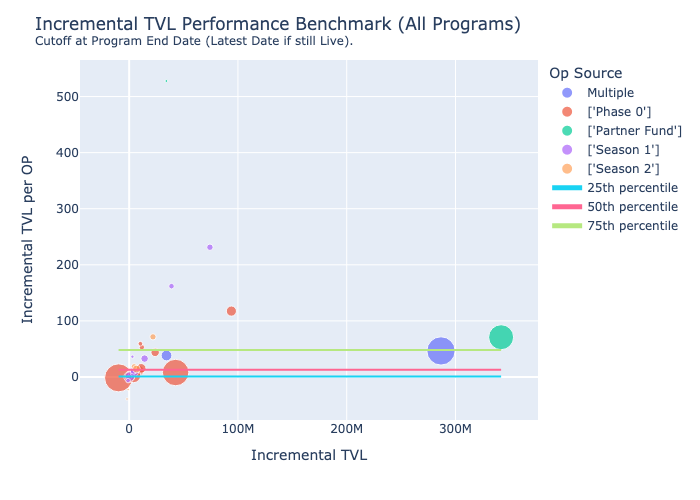 Incremental TVL Performance Benchmark (All Programs)
Cutoff at Program End Date (Latest Date if still Live).
Op Source
Multiple
['Phase 0']
['Partner Fund']
['Season 1']
['Season 2']
25th percentile
50th percentile
75th percentile
Incremental TVL per OP
500
400
300
200
100
0
0
100M
200M
300M
Incremental TVL